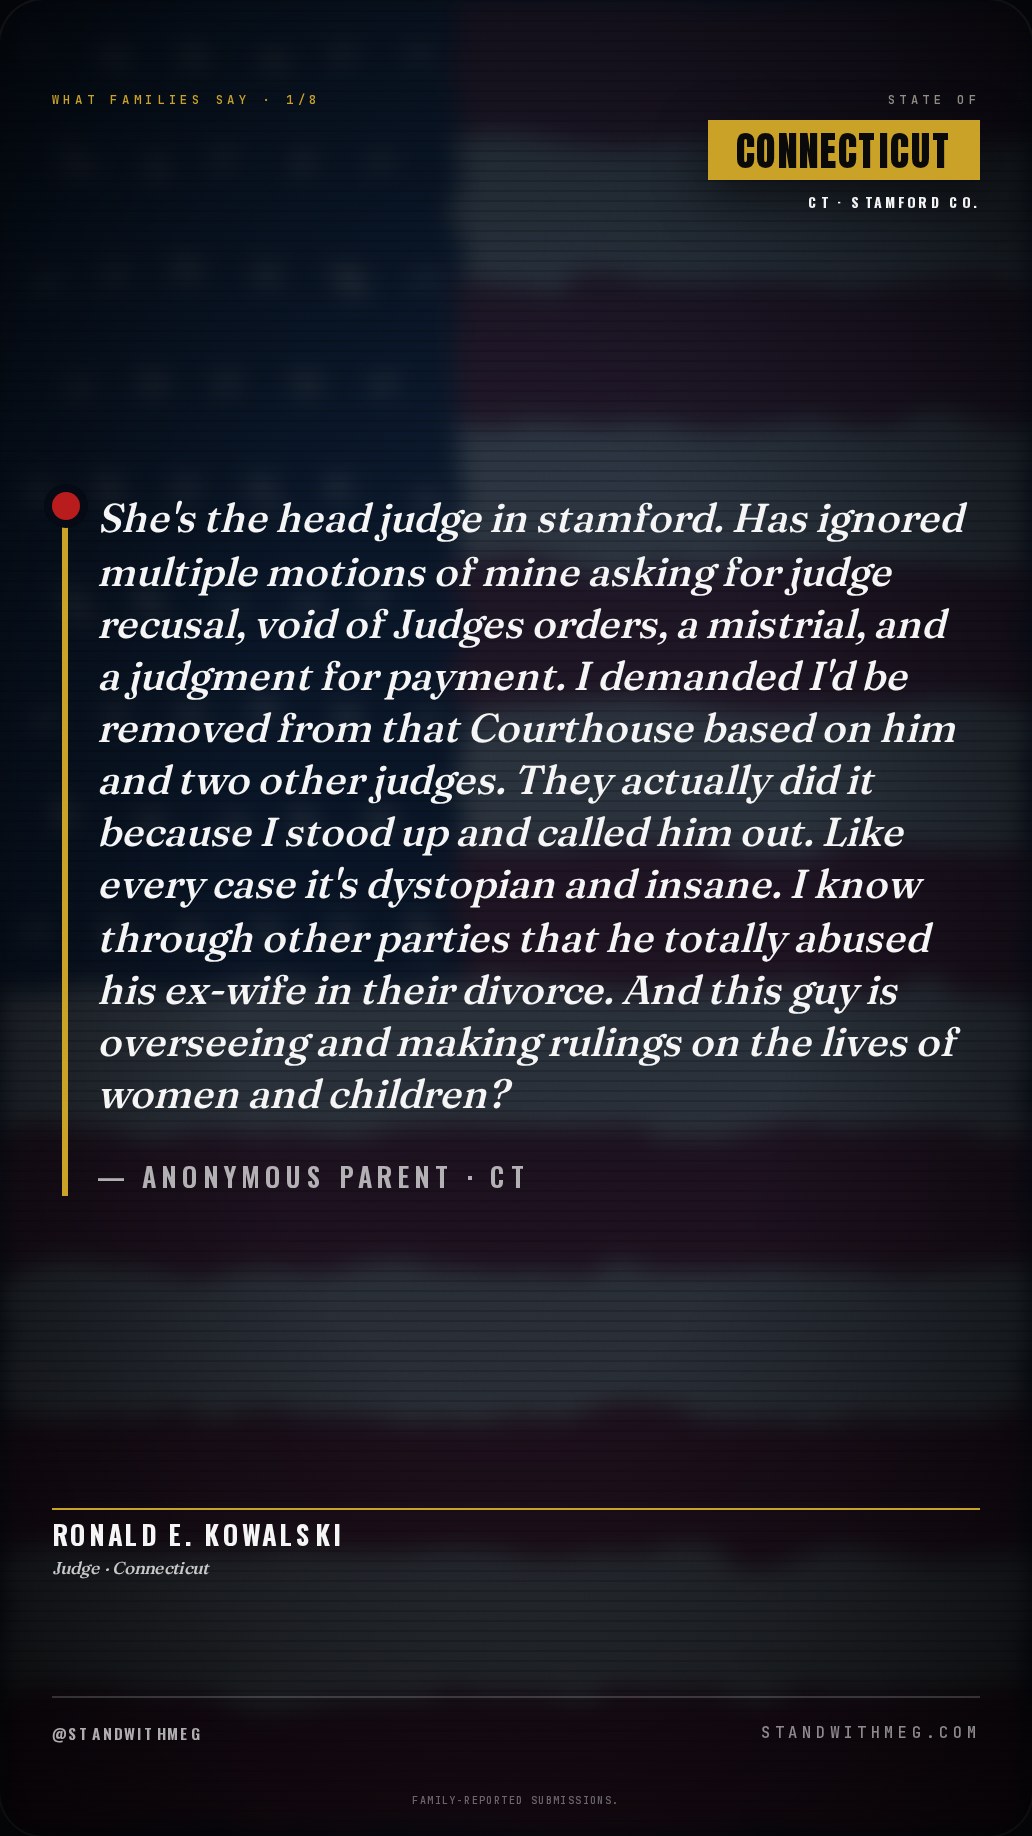 WHAT FAMILIES SAY · 1/8
STATE OF
CONNECTICUT
CT · STAMFORD CO.
She's the head judge in stamford. Has ignored
multiple motions of mine asking for judge
recusal, void of Judges orders, a mistrial, and
a judgment for payment. I demanded I'd be
removed from that Courthouse based on him
and two other judges. They actually did it
because I stood up and called him out. Like
every case it's dystopian and insane. I know
through other parties that he totally abused
his ex-wife in their divorce. And this guy is
overseeing and making rulings on the lives of
women and children?
— ANONYMOUS PARENT · CT
RONALD E. KOWALSKI
Judge · Connecticut
@STANDWITHMEG
STANDWITHMEG.COM
FAMILY-REPORTED SUBMISSIONS.